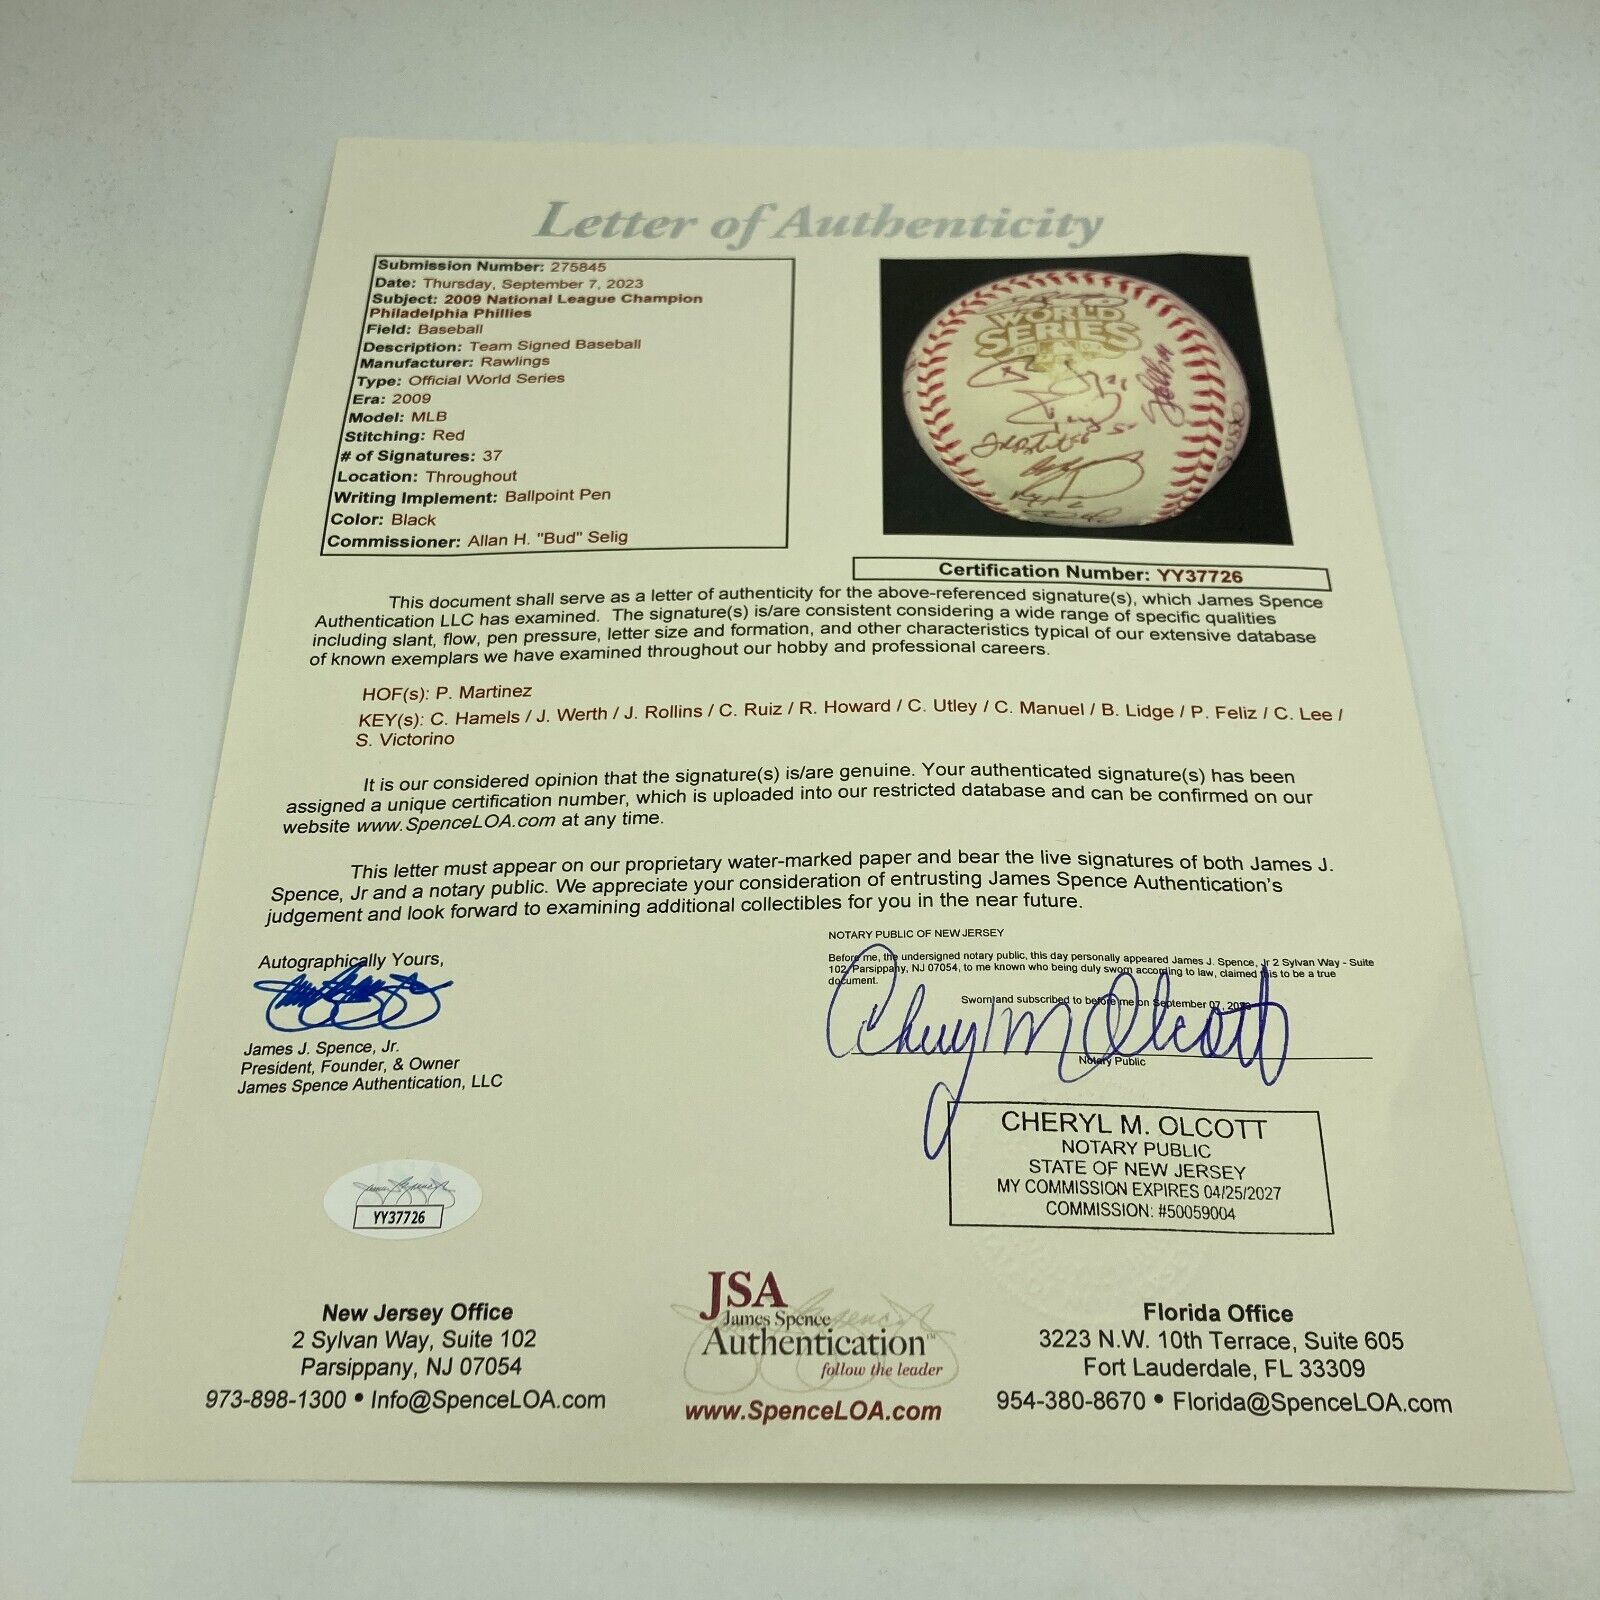 Letter of Authenticity
Submission Number: 275845
Date: Thursday, September 7, 2023
Subject: 2009 National League Champion
Philadelphia Phillies
Field: Baseball
Description: Team Signed Baseball
Manufacturer: Rawlings
Type: Official World Series
Era: 2009
Model: MLB
Stitching: Red
# of Signatures: 37
Location: Throughout
Writing Implement: Ballpoint Pen
Color: Black
Commissioner: Allan H. "Bud" Selig
WORLD
SERIES
Certification Number: YY37726
This document shall serve as a letter of authenticity for the above-referenced signature(s), which James Spence
Authentication LLC has examined. The signature(s) is/are consistent considering a wide range of specific qualities
including slant, flow, pen pressure, letter size and formation, and other characteristics typical of our extensive database
of known exemplars we have examined throughout our hobby and professional careers.
HOF(s): P. Martinez
KEY(s): C. Hamels / J. Werth / J. Rollins / C. Ruiz / R. Howard / C. Utley / C. Manuel / B. Lidge / P. Feliz / C. Lee /
S. Victorino
It is our considered opinion that the signature(s) is/are genuine. Your authenticated signature(s) has been
assigned a unique certification number, which is uploaded into our restricted database and can be confirmed on our
website www.SpenceLOA.com at any time.
This letter must appear on our proprietary water-marked paper and bear the live signatures of both James J.
Spence, Jr and a notary public. We appreciate your consideration of entrusting James Spence Authentication's
judgement and look forward to examining additional collectibles for you in the near future.
NOTARY PUBLIC OF NEW JERSEY
Before me, the undersigned notary public, this day personally appeared James J. Spence, Jr 2 Sylvan Way - Suite
102 Parsippany, NJ 07054, to me known who being duly sworn according to law, claimed this to be a true
document.
Sworn and subscribed to before me on September 07, 2023
Cheryl M Olcott
Notary Public
Autographically Yours,
James J. Spence, Jr.
President, Founder, & Owner
James Spence Authentication, LLC
CHERYL M. OLCOTT
NOTARY PUBLIC
STATE OF NEW JERSEY
MY COMMISSION EXPIRES 04/25/2027
COMMISSION: #50059004
JSA
YY37726
New Jersey Office
2 Sylvan Way, Suite 102
Parsippany, NJ 07054
973-898-1300 • Info@SpenceLOA.com
JSA
James Spence
Authentication™
follow the leader
www.SpenceLOA.com
Florida Office
3223 N.W. 10th Terrace, Suite 605
Fort Lauderdale, FL 33309
954-380-8670 • Florida@SpenceLOA.com